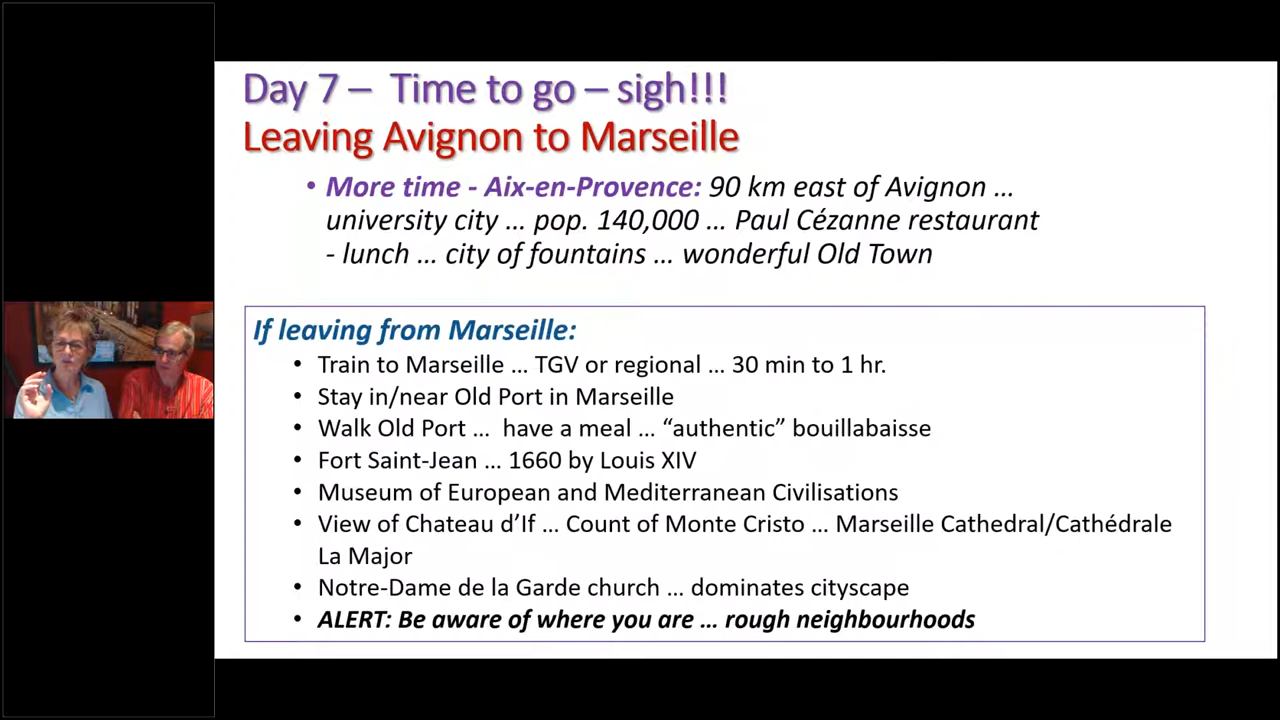 Day 7 – Time to go – sigh!!!
Leaving Avignon to Marseille
• More time - Aix-en-Provence: 90 km east of Avignon …
university city … pop. 140,000 … Paul Cézanne restaurant
- lunch … city of fountains … wonderful Old Town
If leaving from Marseille:
• Train to Marseille … TGV or regional … 30 min to 1 hr.
• Stay in/near Old Port in Marseille
• Walk Old Port … have a meal … “authentic” bouillabaisse
• Fort Saint-Jean … 1660 by Louis XIV
• Museum of European and Mediterranean Civilisations
• View of Chateau d’If … Count of Monte Cristo … Marseille Cathedral/Cathédrale
La Major
• Notre-Dame de la Garde church … dominates cityscape
• ALERT: Be aware of where you are … rough neighbourhoods